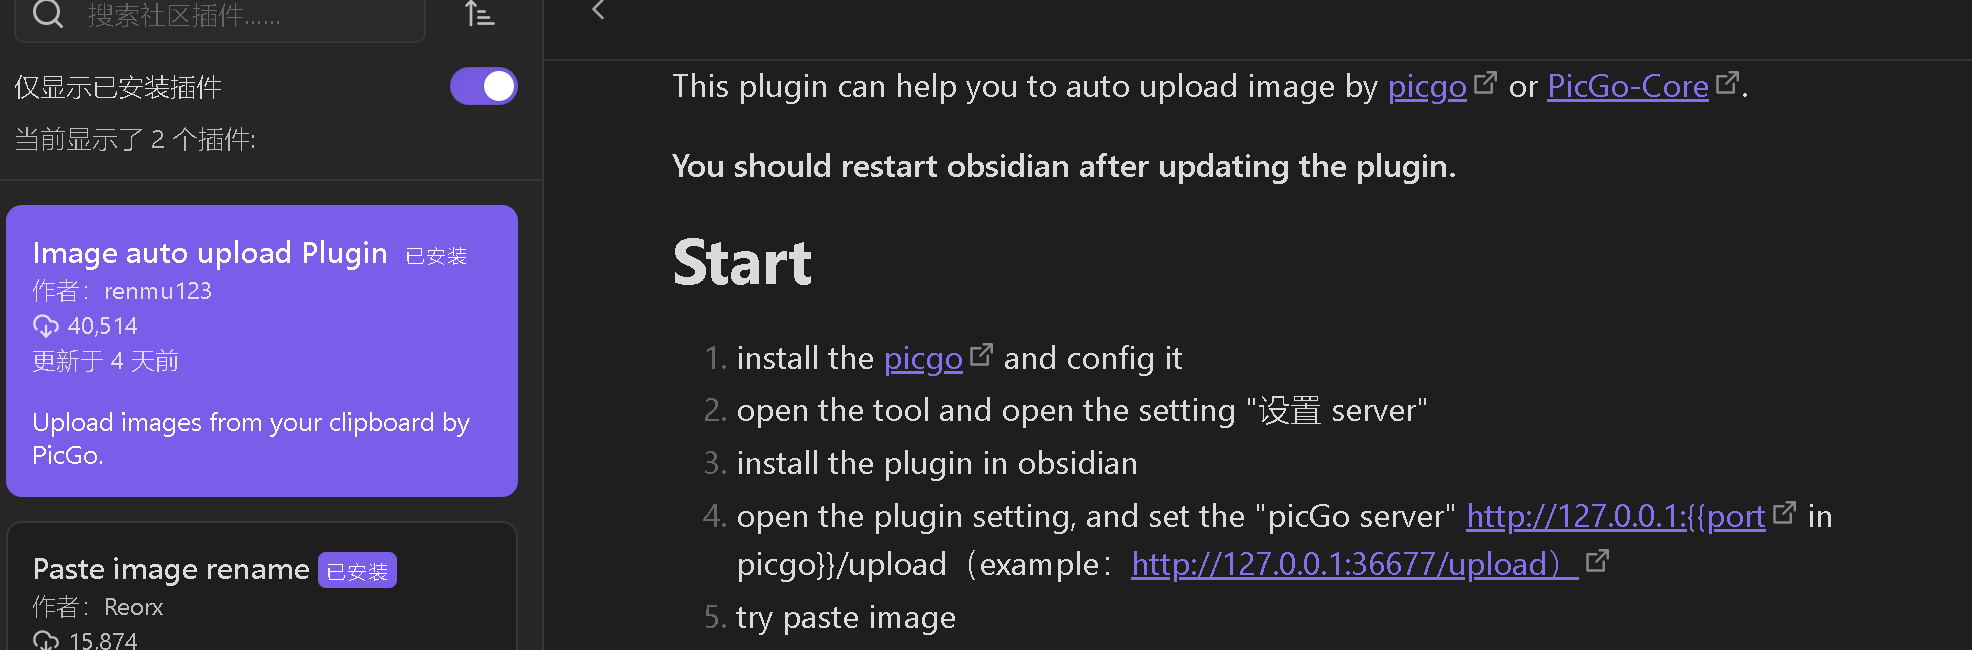 搜索社区插件......
仅显示已安装插件
当前显示了 2 个插件:
Image auto upload Plugin 已安装
作者：renmu123
40,514
更新于 4 天前
Upload images from your clipboard by
PicGo.
Paste image rename 已安装
作者：Reorx
15,874
This plugin can help you to auto upload image by picgo or PicGo-Core.
You should restart obsidian after updating the plugin.
Start
1. install the picgo and config it
2. open the tool and open the setting "设置 server"
3. install the plugin in obsidian
4. open the plugin setting, and set the "picGo server" http://127.0.0.1:{{port in
picgo}}/upload（example：http://127.0.0.1:36677/upload）
5. try paste image